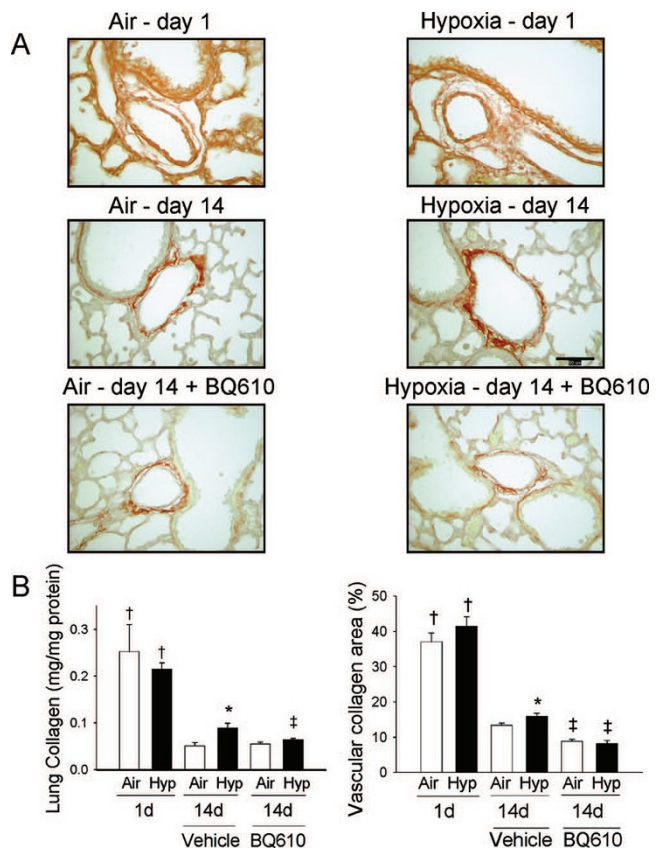 A
Air - day 1
Hypoxia - day 1
Air - day 14
Hypoxia - day 14
Air - day 14 + BQ610
Hypoxia - day 14 + BQ610
B
Lung Collagen (mg/mg protein)
0.3
0.2
0.1
0.0
† † * ‡
Air Hyp Air Hyp Air Hyp
1d 14d 14d
Vehicle BQ610
Vascular collagen area (%)
50
40
30
20
10
0
† † * ‡ ‡
Air Hyp Air Hyp Air Hyp
1d 14d 14d
Vehicle BQ610